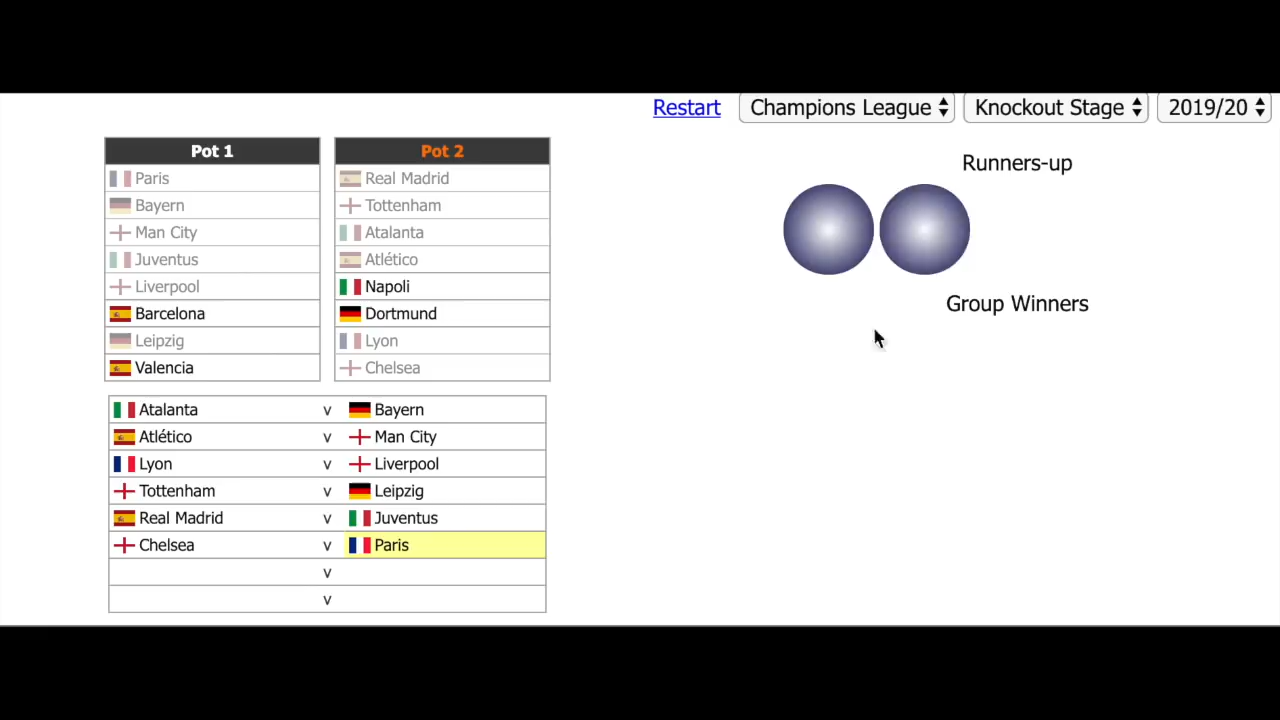 Restart Champions League Knockout Stage 2019/20
Pot 1 Pot 2
Paris Real Madrid
Bayern Tottenham
Man City Atalanta
Juventus Atlético
Liverpool Napoli
Barcelona Dortmund
Leipzig Lyon
Valencia Chelsea
Runners-up
Group Winners
Atalanta v Bayern
Atlético v Man City
Lyon v Liverpool
Tottenham v Leipzig
Real Madrid v Juventus
Chelsea v Paris
v
v